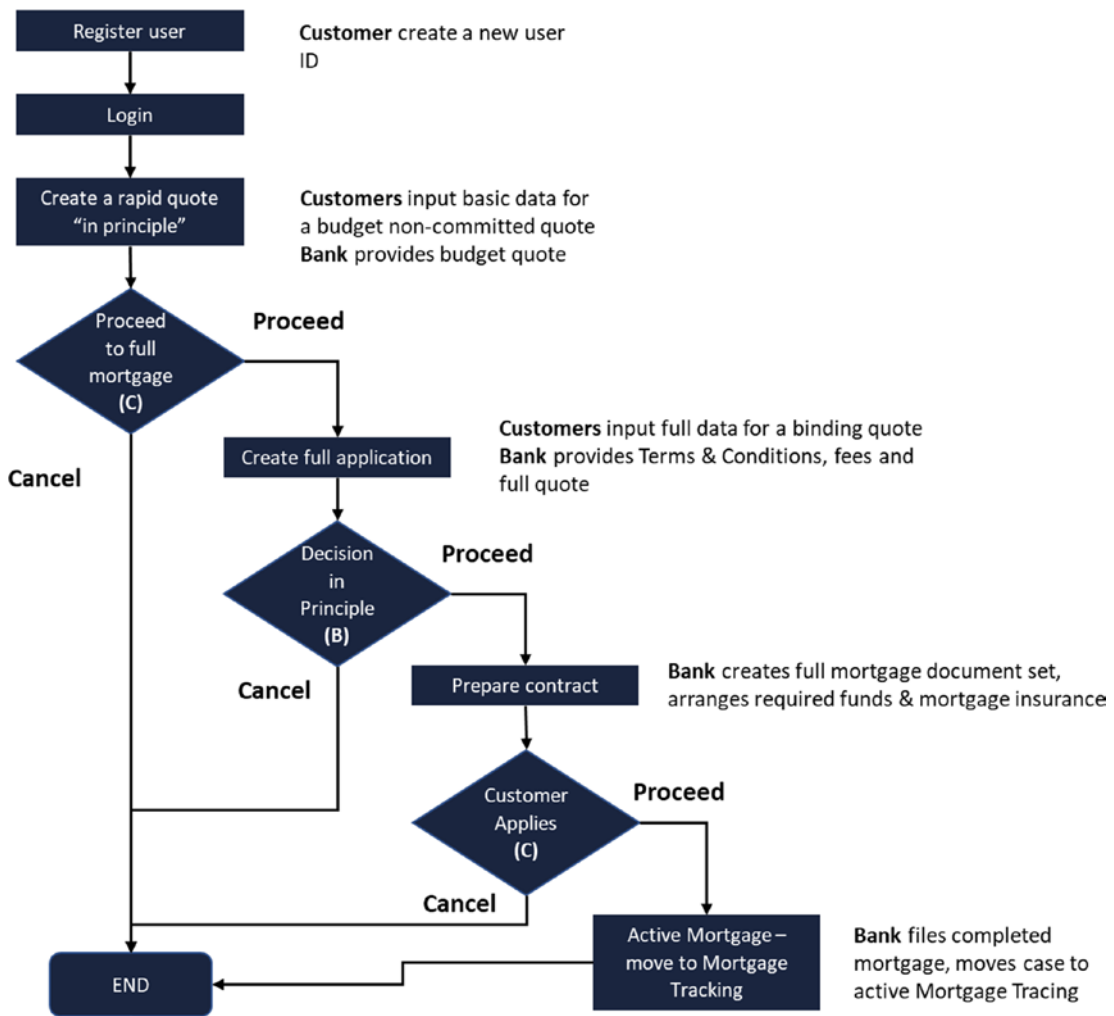 Register user
Customer create a new user
ID
Login
Create a rapid quote
“in principle”
Customers input basic data for
a budget non-committed quote
Bank provides budget quote
Proceed
to full
mortgage
(C)
Proceed
Cancel
Create full application
Customers input full data for a binding quote
Bank provides Terms & Conditions, fees and
full quote
Decision
in
Principle
(B)
Proceed
Cancel
Prepare contract
Bank creates full mortgage document set,
arranges required funds & mortgage insurance
Customer
Applies
(C)
Proceed
Cancel
Active Mortgage –
move to Mortgage
Tracking
Bank files completed
mortgage, moves case to
active Mortgage Tracing
END